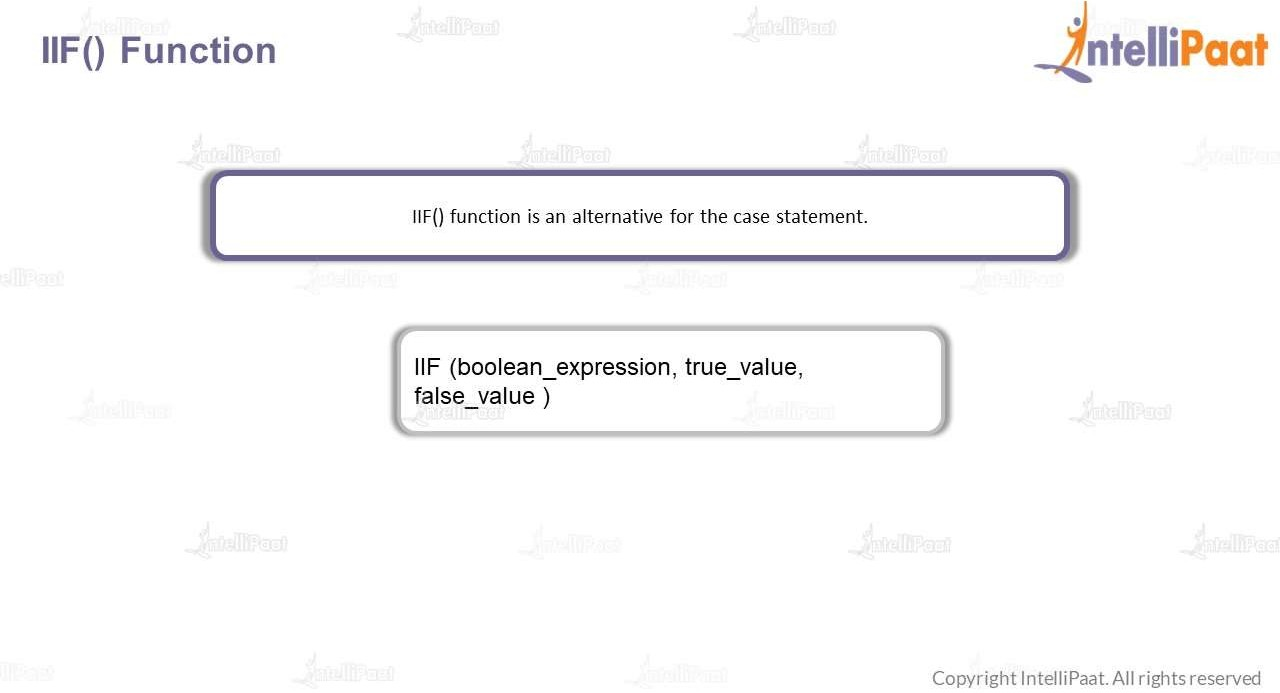 IIF() Function
IntelliPaat
IIF() function is an alternative for the case statement.
IIF (boolean_expression, true_value,
false_value )
Copyright IntelliPaat. All rights reserved